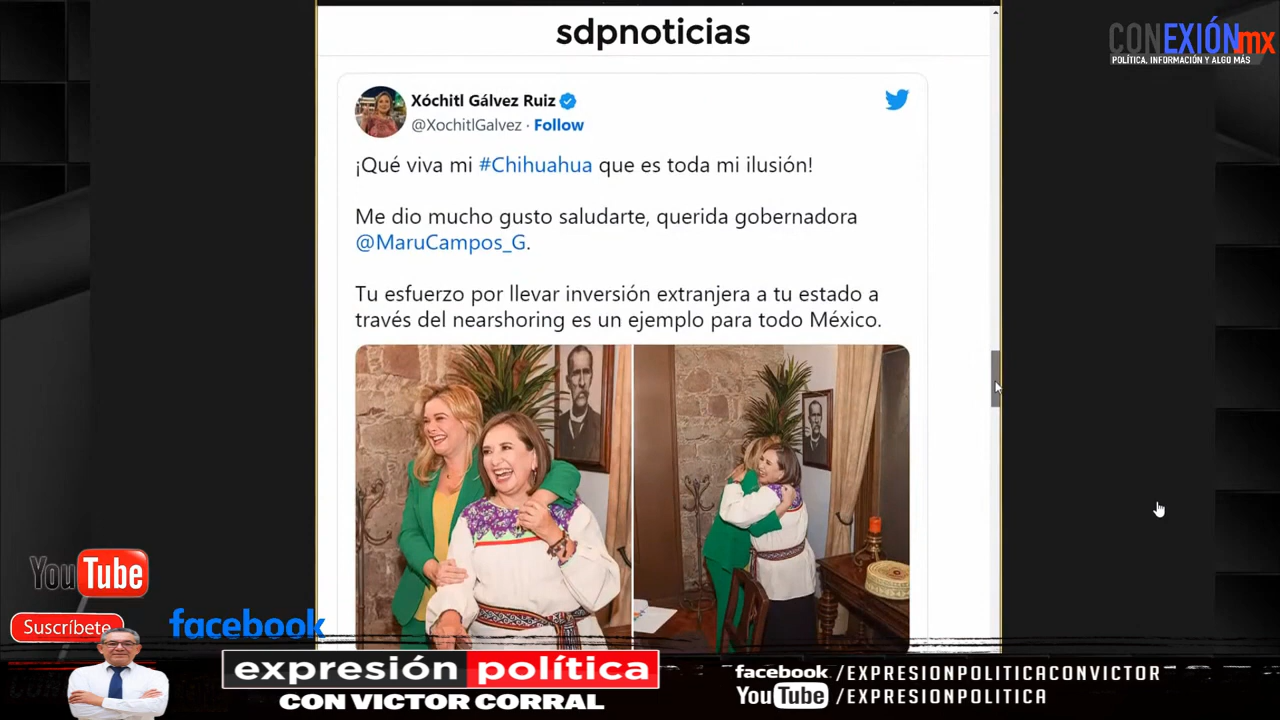 sdpnoticias
CONEXIÓNmx
POLÍTICA, INFORMACIÓN Y ALGO MÁS
Xóchitl Gálvez Ruiz
@XochitlGalvez · Follow
¡Qué viva mi #Chihuahua que es toda mi ilusión!
Me dio mucho gusto saludarte, querida gobernadora
@MaruCampos_G.
Tu esfuerzo por llevar inversión extranjera a tu estado a
través del nearshoring es un ejemplo para todo México.
YouTube
Suscríbete
facebook
expresión política
CON VICTOR CORRAL
facebook /EXPRESIONPOLITICACONVICTOR
YouTube /EXPRESIONPOLITICA